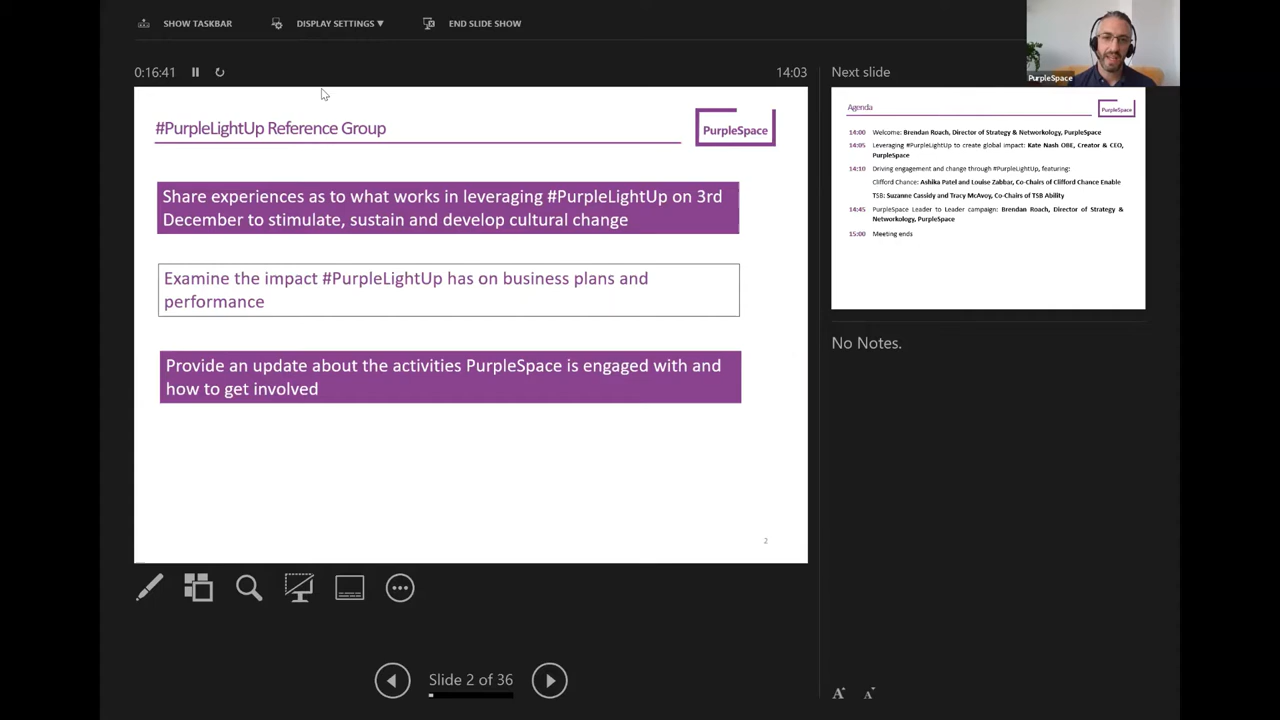 SHOW TASKBAR
DISPLAY SETTINGS ▼
END SLIDE SHOW
PurpleSpace
0:16:41
14:03
#PurpleLightUp Reference Group
PurpleSpace
Share experiences as to what works in leveraging #PurpleLightUp on 3rd
December to stimulate, sustain and develop cultural change
Examine the impact #PurpleLightUp has on business plans and
performance
Provide an update about the activities PurpleSpace is engaged with and
how to get involved
2
Next slide
Agenda
PurpleSpace
14:00 Welcome: Brendan Roach, Director of Strategy & Networkology, PurpleSpace
14:05 Leveraging #PurpleLightUp to create global impact: Kate Nash OBE, Creator & CEO,
PurpleSpace
14:10 Driving engagement and change through #PurpleLightUp, featuring:
Clifford Chance: Ashika Patel and Louise Zabbar, Co-Chairs of Clifford Chance Enable
TSB: Suzanne Cassidy and Tracy McAvoy, Co-Chairs of TSB Ability
14:45 PurpleSpace Leader to Leader campaign: Brendan Roach, Director of Strategy &
Networkology, PurpleSpace
15:00 Meeting ends
No Notes.
Slide 2 of 36
A A